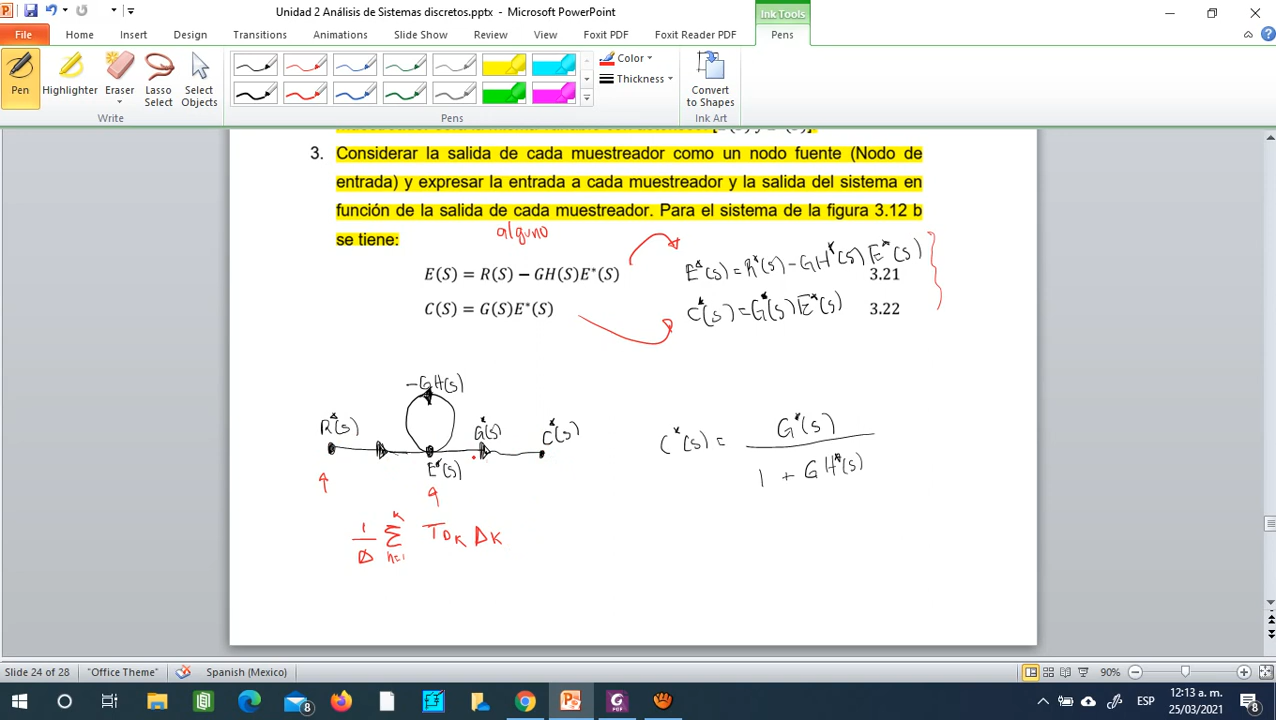 Unidad 2 Análisis de Sistemas discretos.pptx - Microsoft PowerPoint
Ink Tools
File Home Insert Design Transitions Animations Slide Show Review View Foxit PDF Foxit Reader PDF Pens
Pen Highlighter Eraser Lasso Select Select Objects
Color
Thickness
Convert to Shapes
Write Pens Ink Art
3. Considerar la salida de cada muestreador como un nodo fuente (Nodo de
entrada) y expresar la entrada a cada muestreador y la salida del sistema en
función de la salida de cada muestreador. Para el sistema de la figura 3.12 b
se tiene:
alguno
E(S) = R(S) − GH(S)E*(S)
E*(S) = R*(S) − GH*(S) E*(S)
3.21
C(S) = G(S)E*(S)
C*(S) = G*(S) E*(S)
3.22
−GH(S)
R*(S)
G*(S)
C*(S)
E*(S)
C*(S) = G*(S)
1 + GH*(S)
Slide 24 of 28 "Office Theme" Spanish (Mexico) 90%
ESP
12:13 a. m.
25/03/2021
8
8